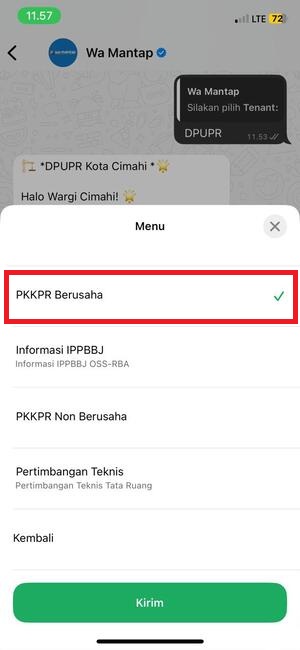 11.57
LTE 72
Wa Mantap
Wa Mantap
Silakan pilih Tenant:
DPUPR
11.53
*DPUPR Kota Cimahi *🌟
Halo Wargi Cimahi! 🌟
Menu
PKKPR Berusaha
Informasi IPPBBJ
Informasi IPPBBJ OSS-RBA
PKKPR Non Berusaha
Pertimbangan Teknis
Pertimbangan Teknis Tata Ruang
Kembali
Kirim